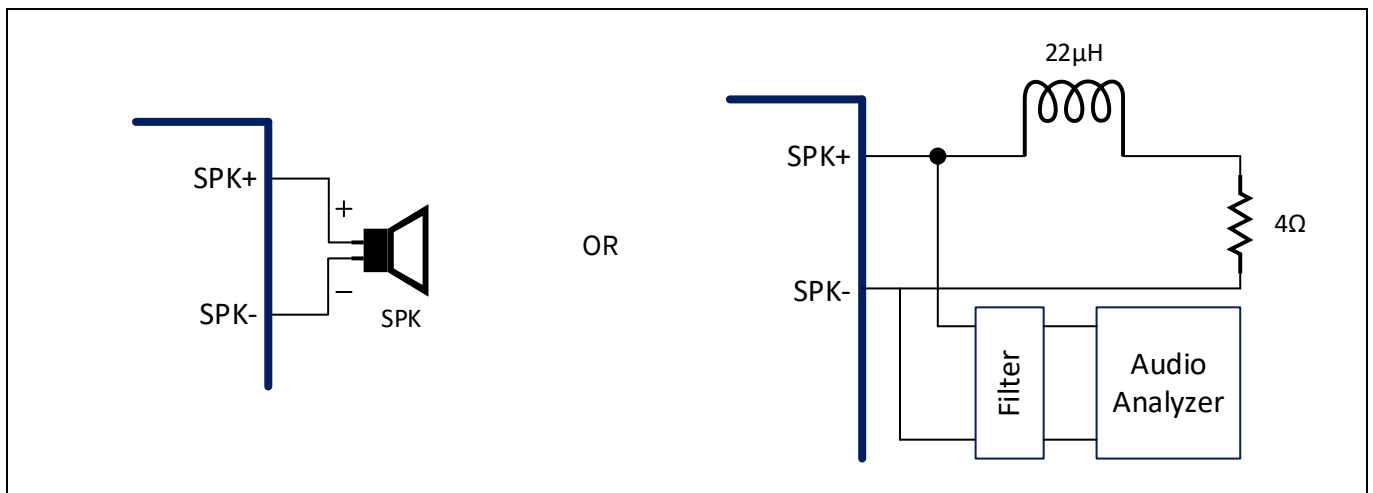 SPK+
+
−
SPK-
SPK
OR
22µH
SPK+
4Ω
SPK-
Filter
Audio
Analyzer